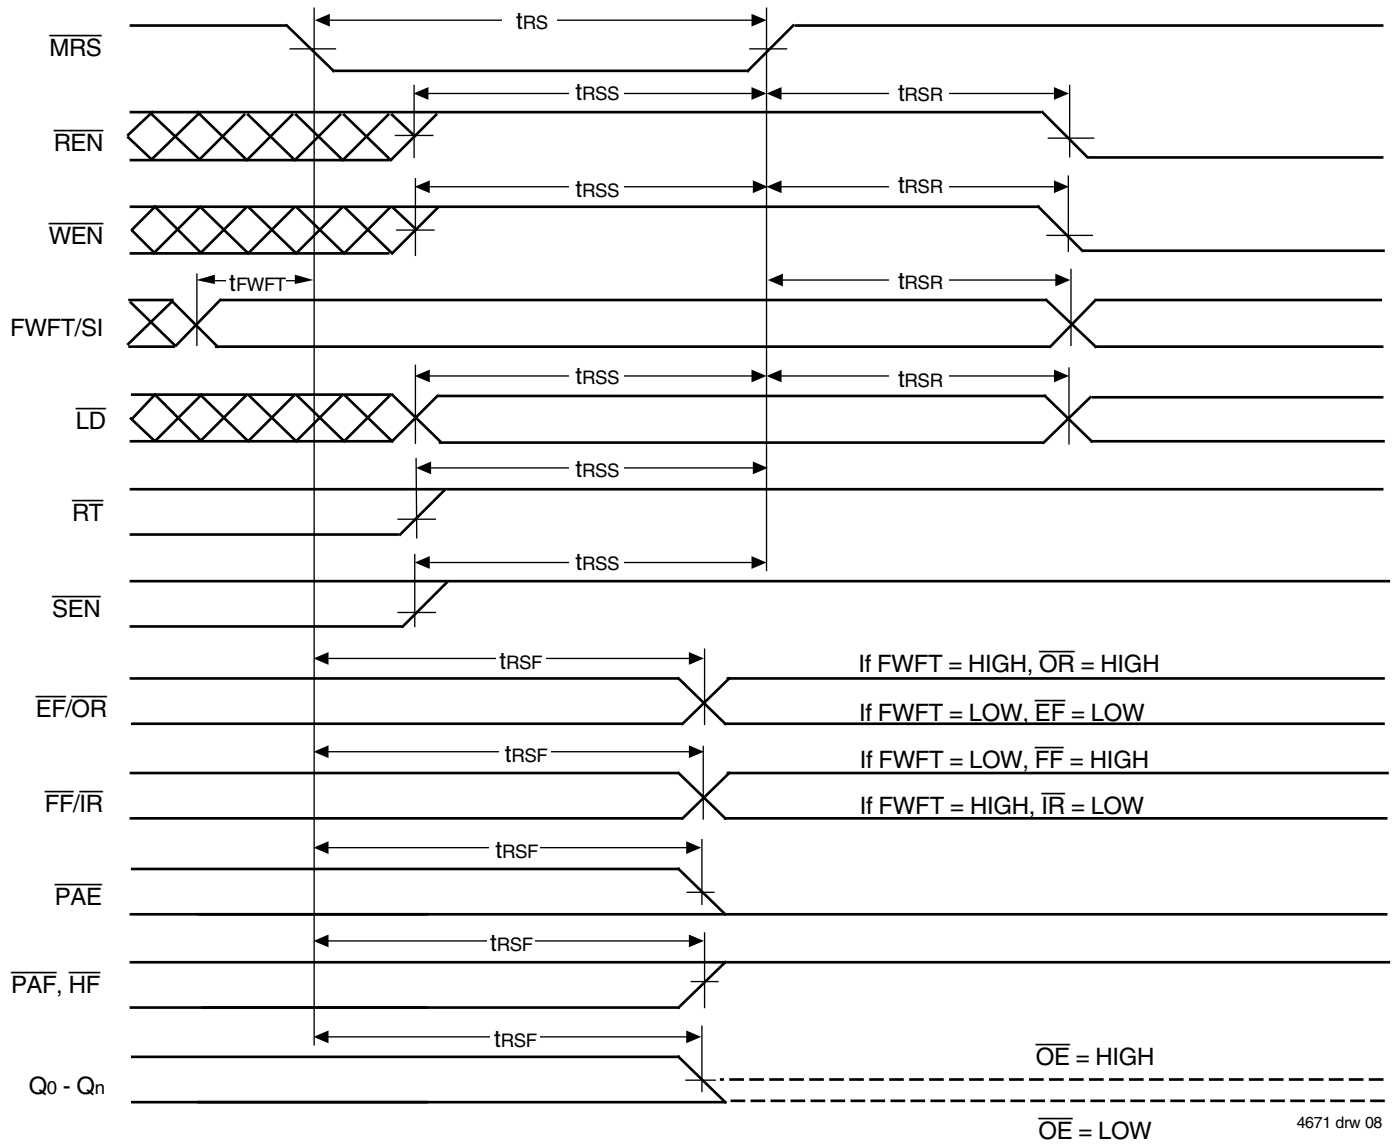 tRS
MRS
tRSS
tRSR
REN
tRSS
tRSR
WEN
tFWFT
tRSR
FWFT/SI
tRSS
tRSR
LD
tRSS
RT
tRSS
SEN
tRSF
If FWFT = HIGH, OR = HIGH
EF/OR
If FWFT = LOW, EF = LOW
tRSF
If FWFT = LOW, FF = HIGH
FF/IR
If FWFT = HIGH, IR = LOW
tRSF
PAE
tRSF
PAF, HF
tRSF
OE = HIGH
Q0 - Qn
OE = LOW
4671 drw 08